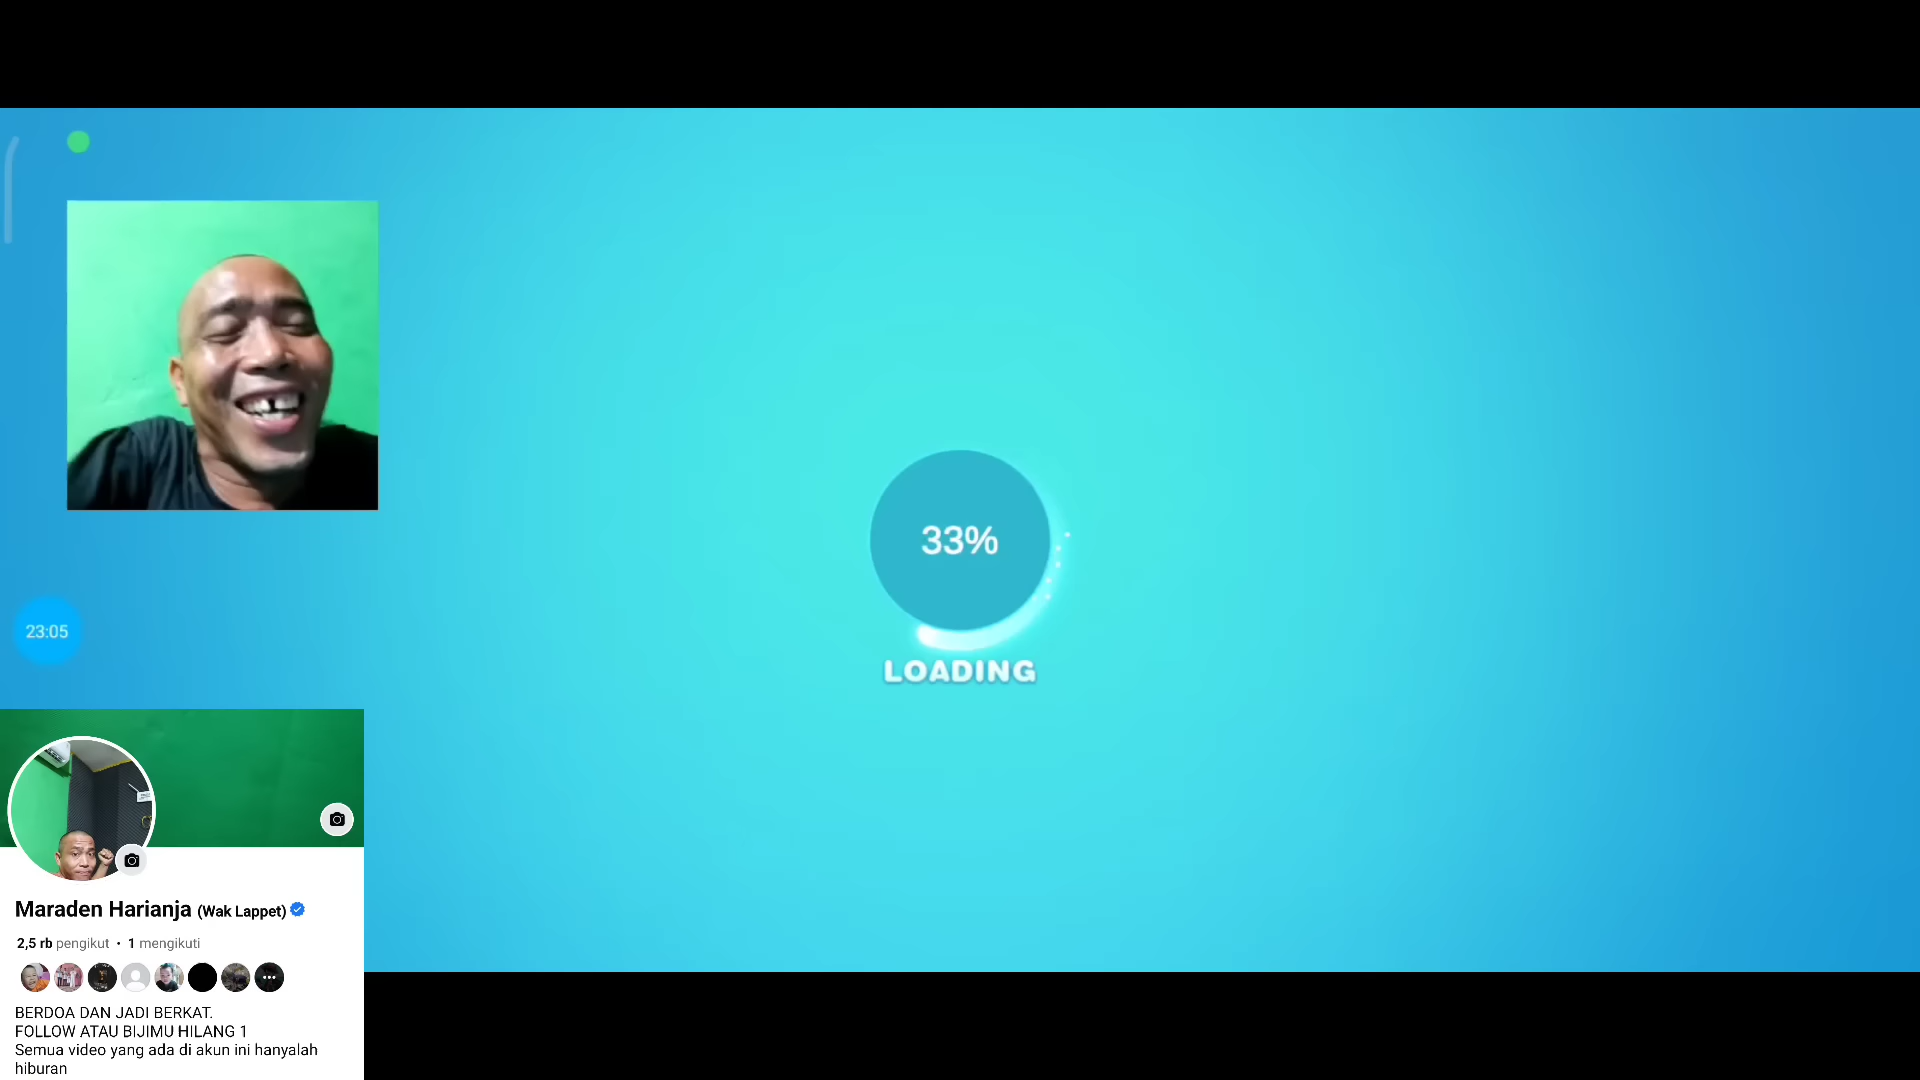 33%
LOADING
23:05
Maraden Harianja (Wak Lappet)
2,5 rb pengikut • 1 mengikuti
BERDOA DAN JADI BERKAT.
FOLLOW ATAU BIJIMU HILANG 1
Semua video yang ada di akun ini hanyalah
hiburan